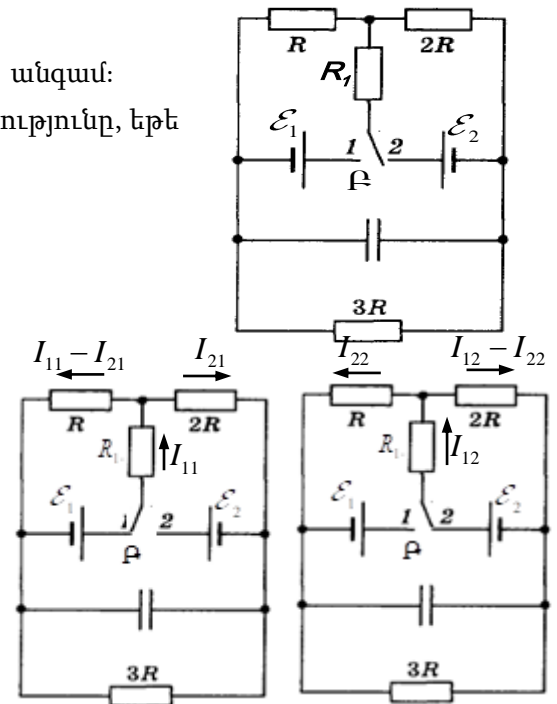 R 2R
անգամ:
R₁
ությունը, եթե
ℰ₁ 1 2 ℰ₂
Բ
3R
I₁₁ − I₂₁ I₂₁
R 2R
R₁ I₁₁
ℰ₁ 1 2 ℰ₂
Բ
3R
I₂₂ I₁₂ − I₂₂
R 2R
R₁ I₁₂
ℰ₁ 1 2 ℰ₂
Բ
3R